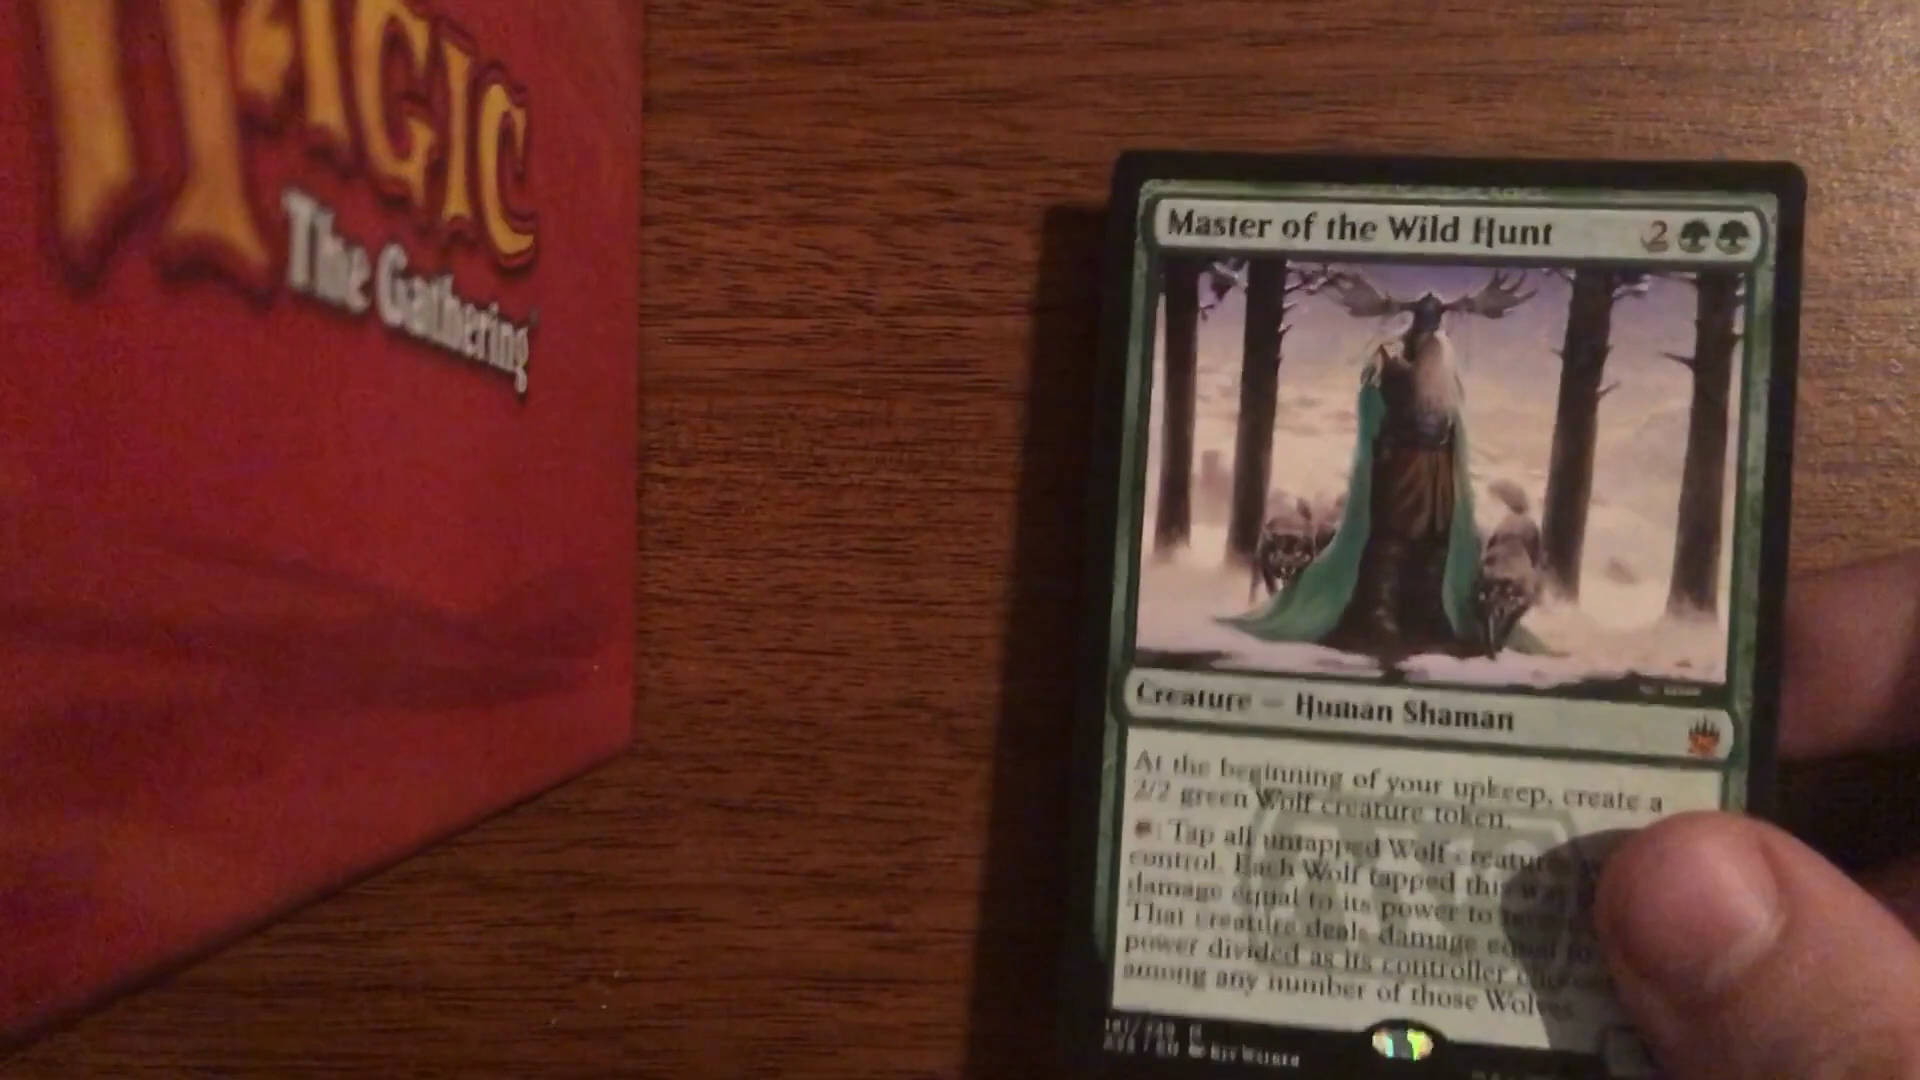 MAGIC
The Gathering
Master of the Wild Hunt 2
Creature — Human Shaman
At the beginning of your upkeep, create a
2/2 green Wolf creature token.
: Tap all untapped Wolf creatures
control. Each Wolf tapped this way
damage equal to its power to
That creature deals damage equal to
power divided as its controller
among any number of those Wolves